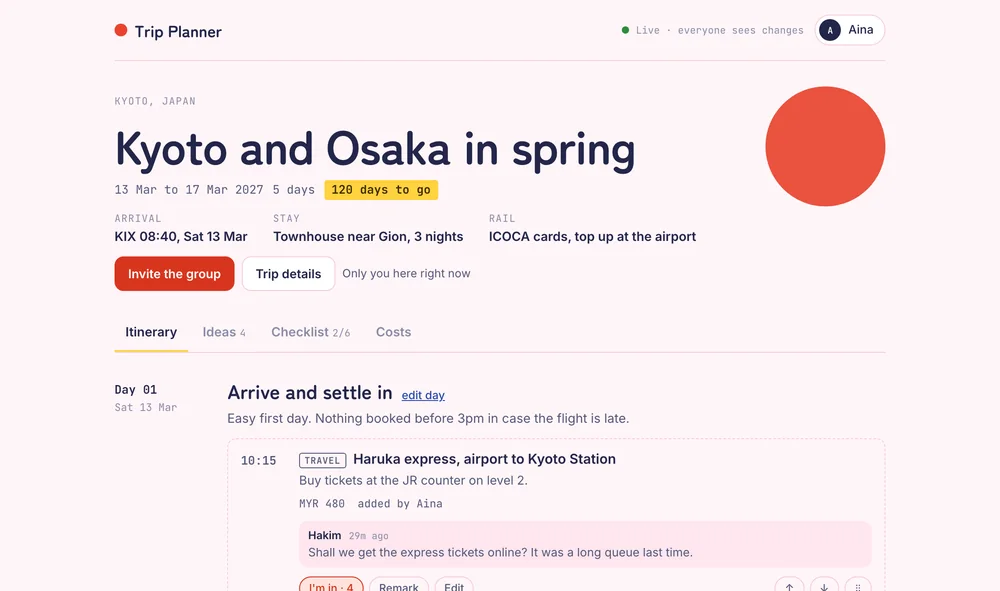 Trip Planner
Live · everyone sees changes
A
Aina
KYOTO, JAPAN
Kyoto and Osaka in spring
13 Mar to 17 Mar 2027 5 days 120 days to go
ARRIVAL STAY RAIL
KIX 08:40, Sat 13 Mar Townhouse near Gion, 3 nights ICOCA cards, top up at the airport
Invite the group Trip details Only you here right now
Itinerary Ideas 4 Checklist 2/6 Costs
Day 01
Sat 13 Mar
Arrive and settle in edit day
Easy first day. Nothing booked before 3pm in case the flight is late.
10:15 TRAVEL Haruka express, airport to Kyoto Station
Buy tickets at the JR counter on level 2.
MYR 480 added by Aina
Hakim 29m ago
Shall we get the express tickets online? It was a long queue last time.
I'm in · 4 Remark Edit ↑ ↓